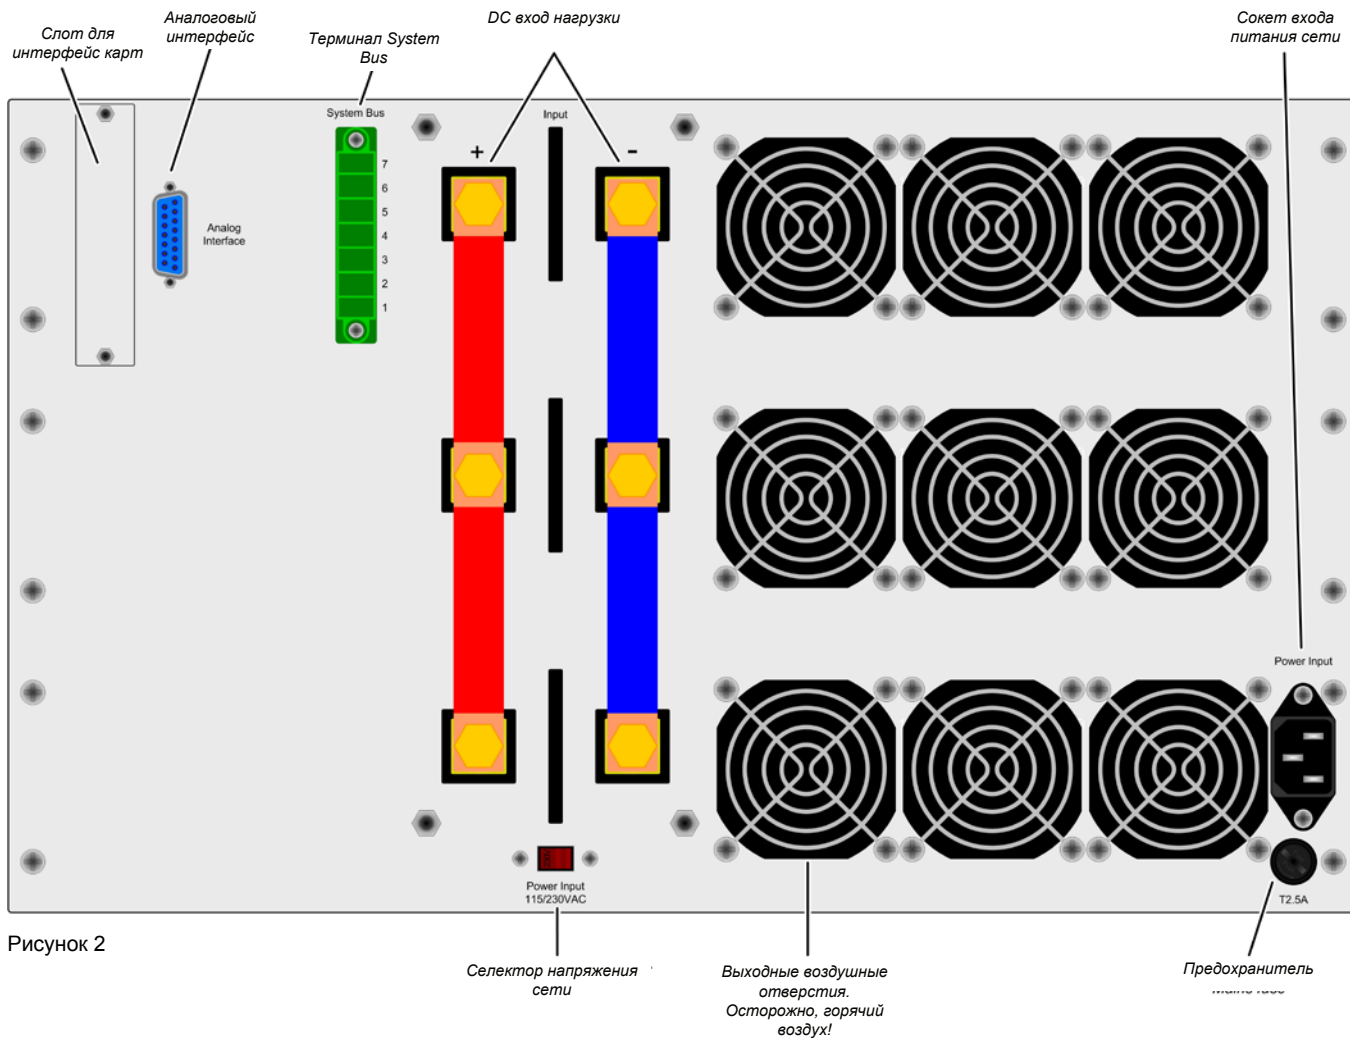 Слот для
интерфейс карт
Аналоговый
интерфейс
Терминал System
Bus
DC вход нагрузки
Сокет входа
питания сети
System Bus
Input
+
-
7
6
5
4
3
2
1
Analog
Interface
Power Input
Power Input
115/230VAC
T2.5A
Рисунок 2
Селектор напряжения
сети
Выходные воздушные
отверстия.
Осторожно, горячий
воздух!
Предохранитель